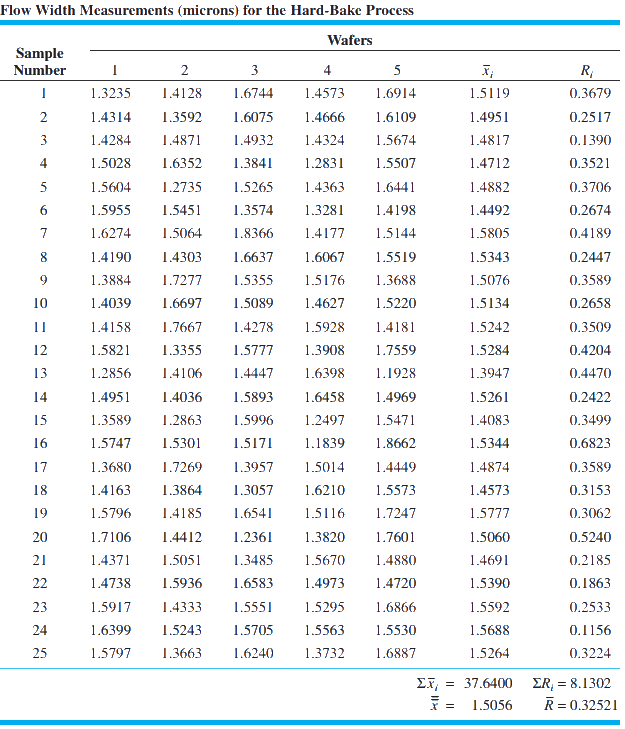 Flow Width Measurements (microns) for the Hard-Bake Process
Wafers
Sample
Number 1 2 3 4 5 x̄i Ri
1 1.3235 1.4128 1.6744 1.4573 1.6914 1.5119 0.3679
2 1.4314 1.3592 1.6075 1.4666 1.6109 1.4951 0.2517
3 1.4284 1.4871 1.4932 1.4324 1.5674 1.4817 0.1390
4 1.5028 1.6352 1.3841 1.2831 1.5507 1.4712 0.3521
5 1.5604 1.2735 1.5265 1.4363 1.6441 1.4882 0.3706
6 1.5955 1.5451 1.3574 1.3281 1.4198 1.4492 0.2674
7 1.6274 1.5064 1.8366 1.4177 1.5144 1.5805 0.4189
8 1.4190 1.4303 1.6637 1.6067 1.5519 1.5343 0.2447
9 1.3884 1.7277 1.5355 1.5176 1.3688 1.5076 0.3589
10 1.4039 1.6697 1.5089 1.4627 1.5220 1.5134 0.2658
11 1.4158 1.7667 1.4278 1.5928 1.4181 1.5242 0.3509
12 1.5821 1.3355 1.5777 1.3908 1.7559 1.5284 0.4204
13 1.2856 1.4106 1.4447 1.6398 1.1928 1.3947 0.4470
14 1.4951 1.4036 1.5893 1.6458 1.4969 1.5261 0.2422
15 1.3589 1.2863 1.5996 1.2497 1.5471 1.4083 0.3499
16 1.5747 1.5301 1.5171 1.1839 1.8662 1.5344 0.6823
17 1.3680 1.7269 1.3957 1.5014 1.4449 1.4874 0.3589
18 1.4163 1.3864 1.3057 1.6210 1.5573 1.4573 0.3153
19 1.5796 1.4185 1.6541 1.5116 1.7247 1.5777 0.3062
20 1.7106 1.4412 1.2361 1.3820 1.7601 1.5060 0.5240
21 1.4371 1.5051 1.3485 1.5670 1.4880 1.4691 0.2185
22 1.4738 1.5936 1.6583 1.4973 1.4720 1.5390 0.1863
23 1.5917 1.4333 1.5551 1.5295 1.6866 1.5592 0.2533
24 1.6399 1.5243 1.5705 1.5563 1.5530 1.5688 0.1156
25 1.5797 1.3663 1.6240 1.3732 1.6887 1.5264 0.3224
Σx̄i = 37.6400 ΣRi = 8.1302
x̿ = 1.5056 R̄ = 0.32521